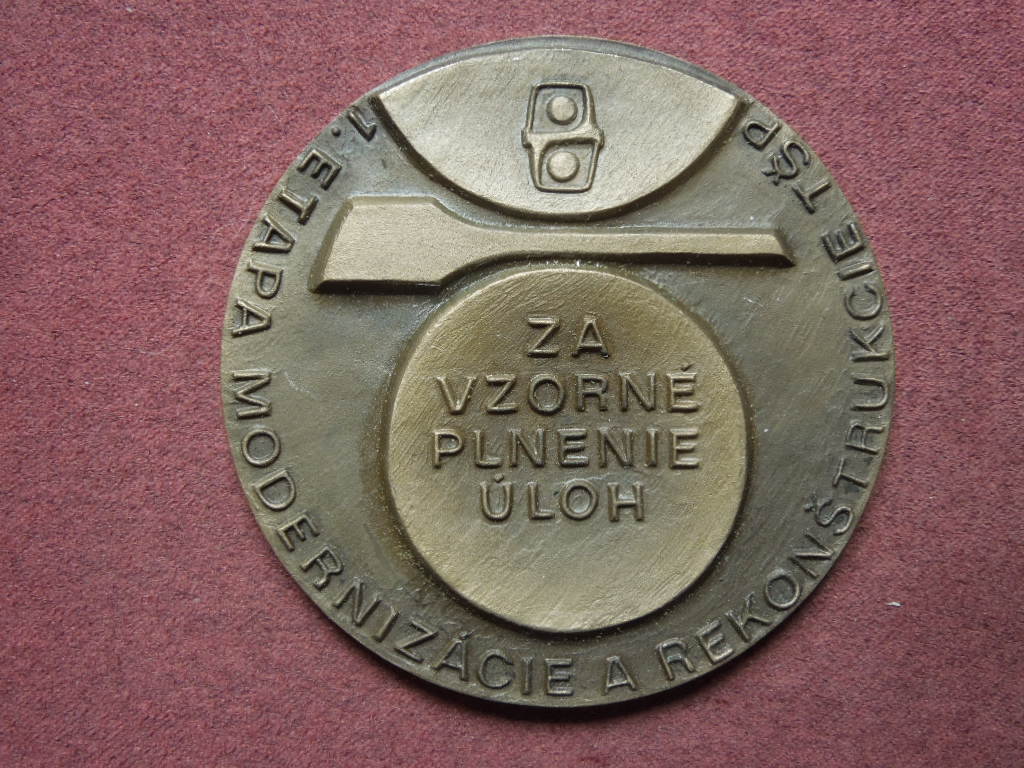 1. ETAPA MODERNIZÁCIE A REKONŠTRUKCIE TŠP
ZA
VZORNÉ
PLNENIE
ÚLOH